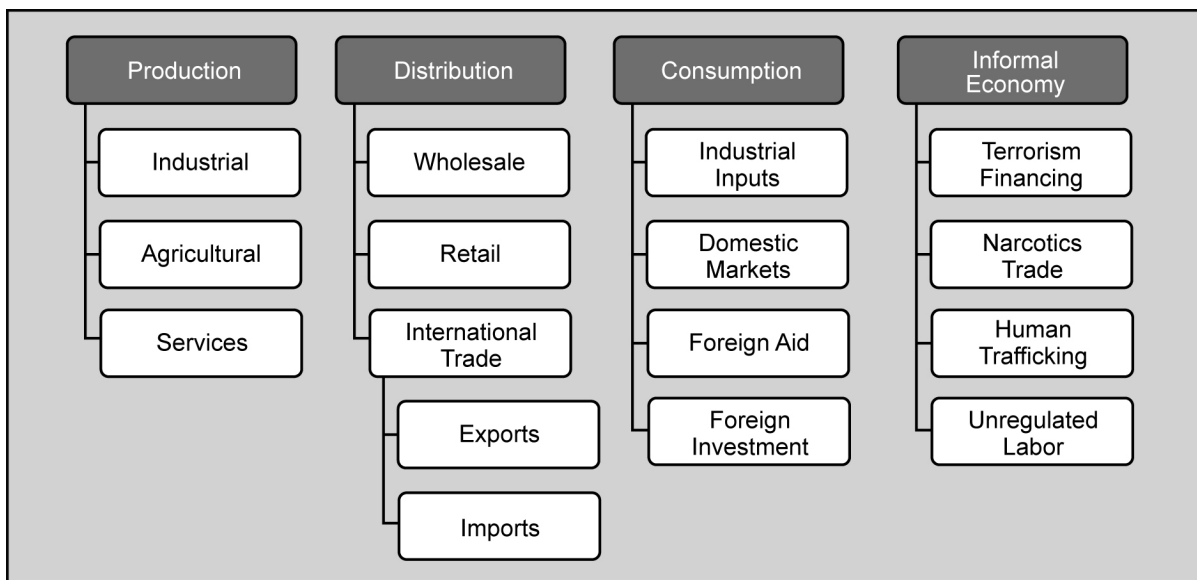 Production
Industrial
Agricultural
Services
Distribution
Wholesale
Retail
International
Trade
Exports
Imports
Consumption
Industrial
Inputs
Domestic
Markets
Foreign Aid
Foreign
Investment
Informal
Economy
Terrorism
Financing
Narcotics
Trade
Human
Trafficking
Unregulated
Labor